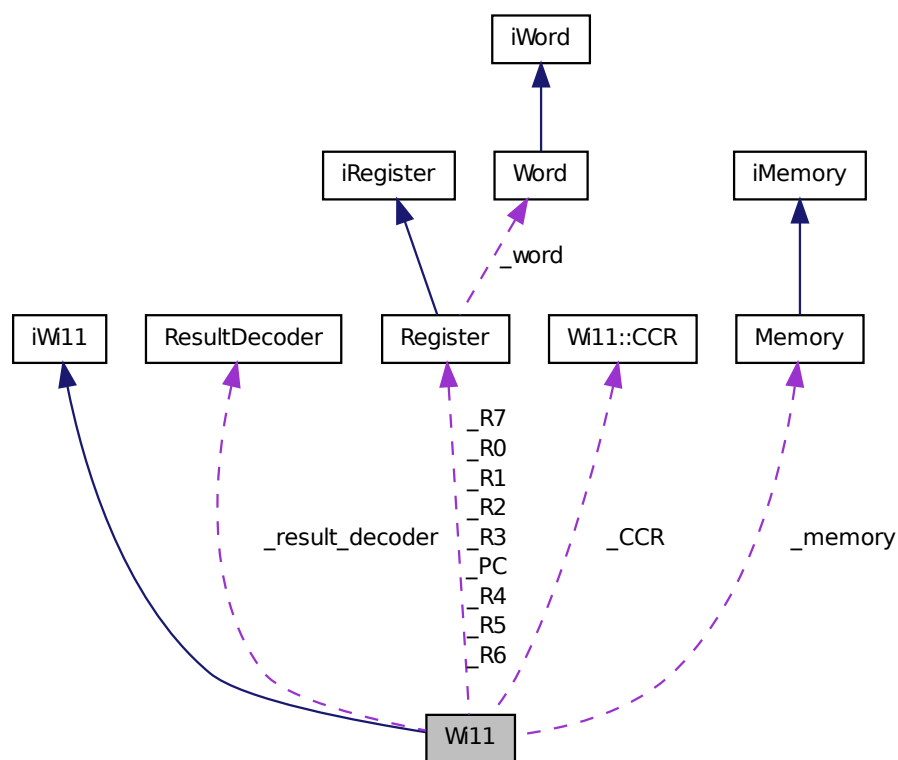 iWord
iRegister
Word
iMemory
_word
iWi11
ResultDecoder
Register
Wi11::CCR
Memory
_R7
_R0
_R1
_R2
_R3
_PC
_R4
_R5
_R6
_result_decoder
_CCR
_memory
Wi11